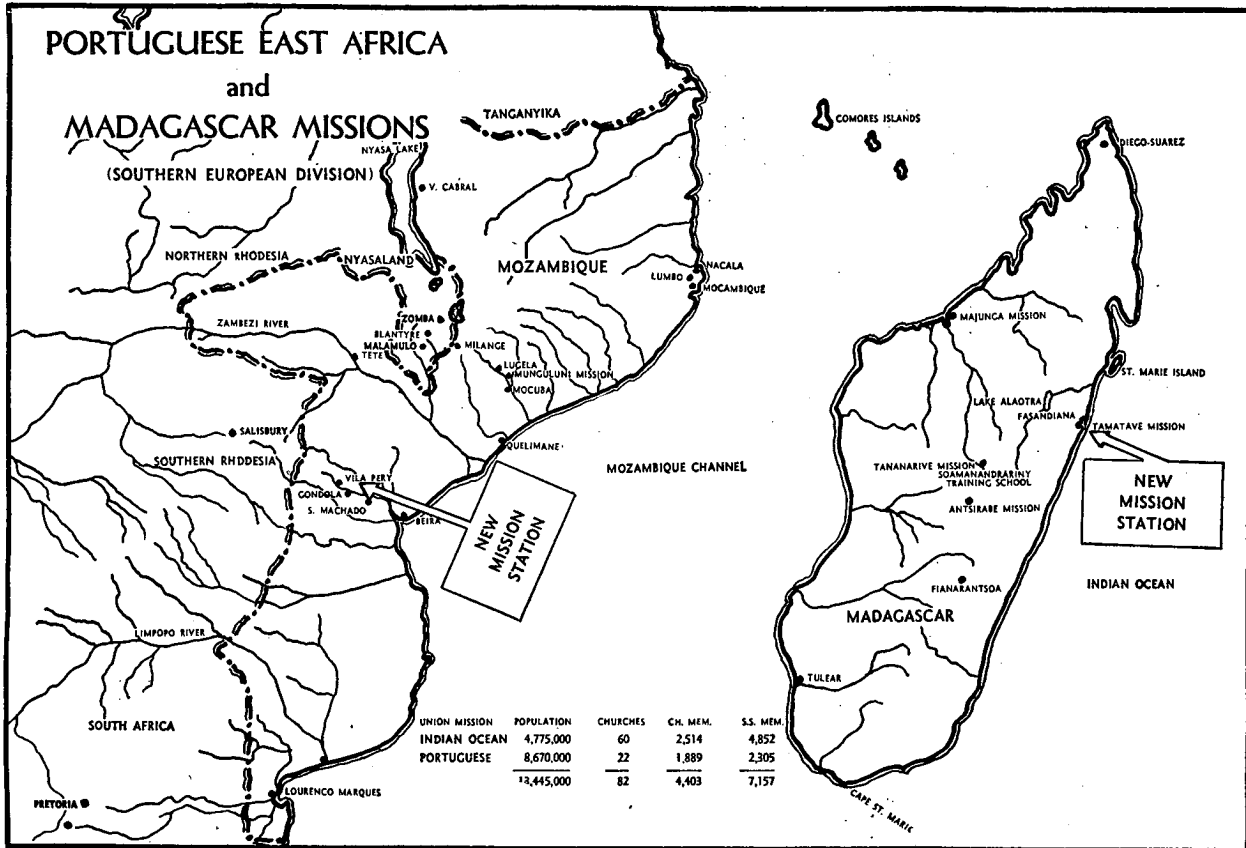 PORTUGUESE EAST AFRICA
and
MADAGASCAR MISSIONS
(SOUTHERN EUROPEAN DIVISION)
TANGANYIKA
COMORES ISLANDS
DIEGO-SUAREZ
NYASA LAKE
V. CABRAL
NORTHERN RHODESIA
NYASALAND
MOZAMBIQUE
NACALA
LUMBO
MOCAMBIQUE
ZOMBA
ZAMBEZI RIVER
BLANTYRE
MALAMULO
TETE
MILANGE
LUGELA
MUNGULUNI MISSION
MOCUBA
MAJUNGA MISSION
ST. MARIE ISLAND
LAKE ALAOTRA
FASANDIANA
TAMATAVE MISSION
SALISBURY
SOUTHERN RHODESIA
QUELIMANE
MOZAMBIQUE CHANNEL
VILA PERY
GONDOLA
S. MACHADO
BEIRA
NEW
MISSION
STATION
TANANARIVE MISSION
SOAMANANDRARINY
TRAINING SCHOOL
ANTSIRABE MISSION
NEW
MISSION
STATION
FIANARANTSOA
INDIAN OCEAN
MADAGASCAR
LIMPOPO RIVER
TULEAR
SOUTH AFRICA
UNION MISSION POPULATION CHURCHES CH. MEM. S.S. MEM.
INDIAN OCEAN 4,775,000 60 2,514 4,852
PORTUGUESE 8,670,000 22 1,889 2,305
13,445,000 82 4,403 7,157
PRETORIA
LOURENCO MARQUES
CAPE ST. MARIE